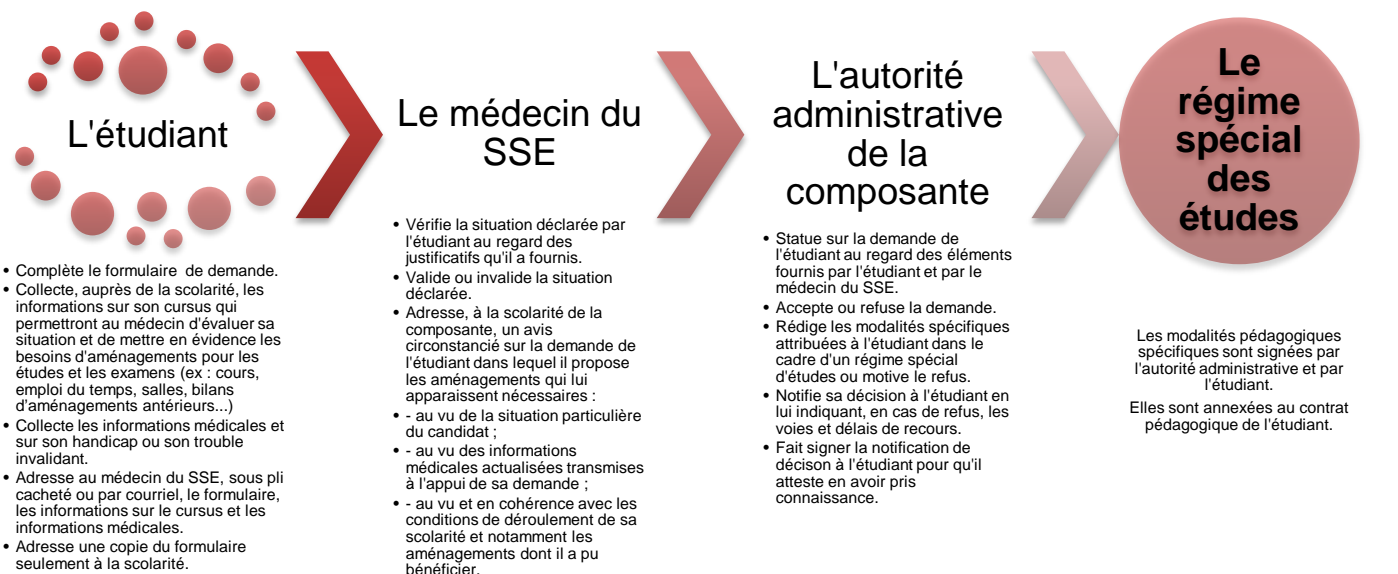 L'étudiant
• Complète le formulaire de demande.
• Collecte, auprès de la scolarité, les
informations sur son cursus qui
permettront au médecin d'évaluer sa
situation et de mettre en évidence les
besoins d'aménagements pour les
études et les examens (ex : cours,
emploi du temps, salles, bilans
d'aménagements antérieurs...)
• Collecte les informations médicales et
sur son handicap ou son trouble
invalidant.
• Adresse au médecin du SSE, sous pli
cacheté ou par courriel, le formulaire,
les informations sur le cursus et les
informations médicales.
• Adresse une copie du formulaire
seulement à la scolarité.
Le médecin du
SSE
• Vérifie la situation déclarée par
l'étudiant au regard des
justificatifs qu'il a fournis.
• Valide ou invalide la situation
déclarée.
• Adresse, à la scolarité de la
composante, un avis
circonstancié sur la demande de
l'étudiant dans lequel il propose
les aménagements qui lui
apparaissent nécessaires :
• - au vu de la situation particulière
du candidat ;
• - au vu des informations
médicales actualisées transmises
à l'appui de sa demande ;
• - au vu et en cohérence avec les
conditions de déroulement de sa
scolarité et notamment les
aménagements dont il a pu
bénéficier.
L'autorité
administrative
de la
composante
• Statue sur la demande de
l'étudiant au regard des éléments
fournis par l'étudiant et par le
médecin du SSE.
• Accepte ou refuse la demande.
• Rédige les modalités spécifiques
attribuées à l'étudiant dans le
cadre d'un régime spécial
d'études ou motive le refus.
• Notifie sa décision à l'étudiant en
lui indiquant, en cas de refus, les
voies et délais de recours.
• Fait signer la notification de
décison à l'étudiant pour qu'il
atteste en avoir pris
connaissance.
Le
régime
spécial
des
études
Les modalités pédagogiques
spécifiques sont signées par
l'autorité administrative et par
l'étudiant.
Elles sont annexées au contrat
pédagogique de l'étudiant.